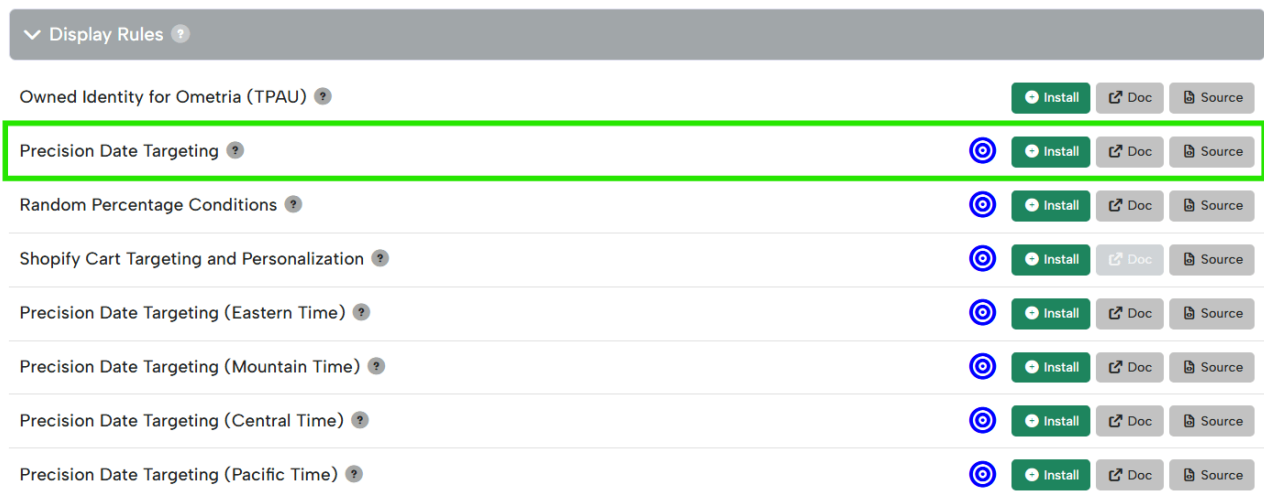 Display Rules ?
Owned Identity for Ometria (TPAU) ? Install Doc Source
Precision Date Targeting ? Install Doc Source
Random Percentage Conditions ? Install Doc Source
Shopify Cart Targeting and Personalization ? Install Doc Source
Precision Date Targeting (Eastern Time) ? Install Doc Source
Precision Date Targeting (Mountain Time) ? Install Doc Source
Precision Date Targeting (Central Time) ? Install Doc Source
Precision Date Targeting (Pacific Time) ? Install Doc Source